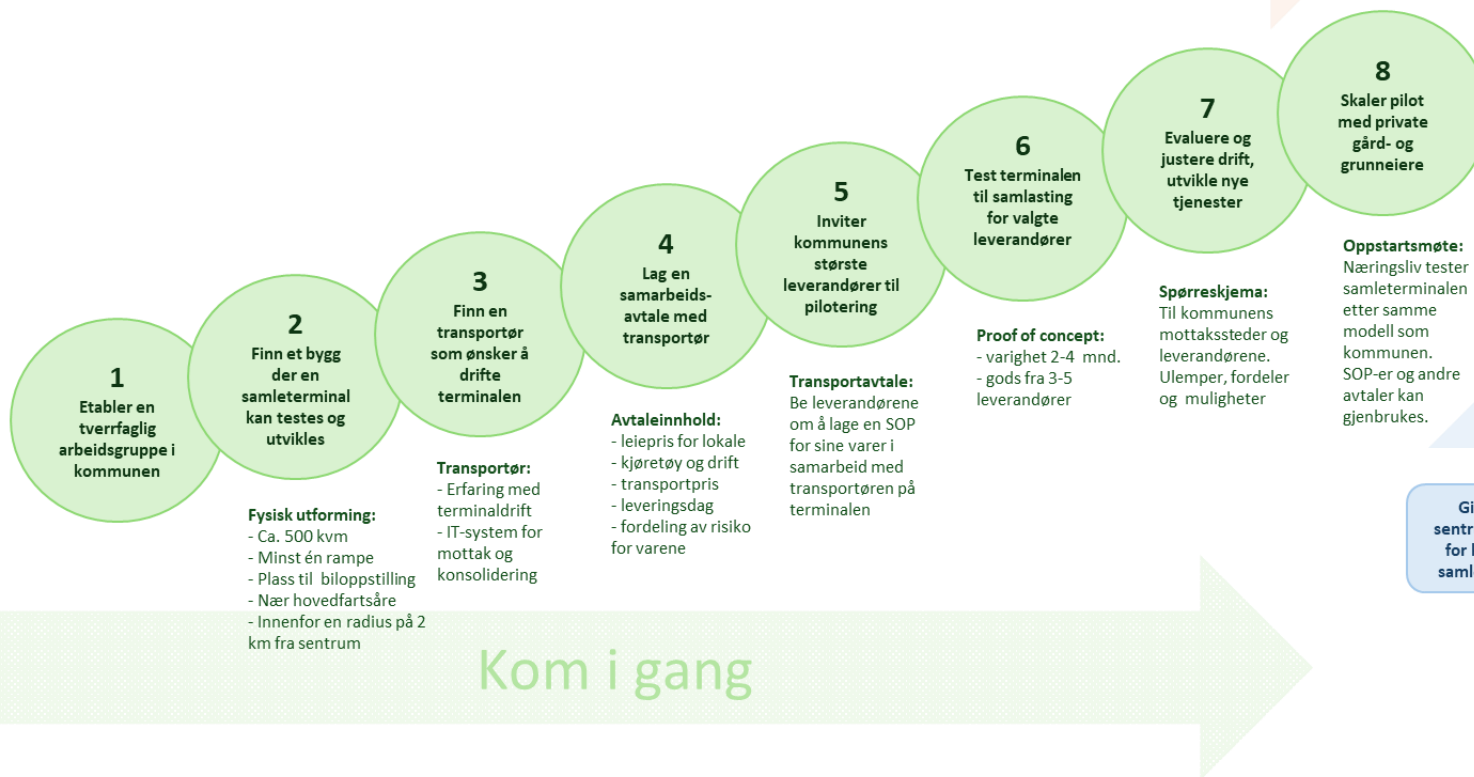 1
Etabler en
tverrfaglig
arbeidsgruppe i
kommunen
2
Finn et bygg
der en
samleterminal
kan testes og
utvikles
Fysisk utforming:
- Ca. 500 kvm
- Minst én rampe
- Plass til biloppstilling
- Nær hovedfartsåre
- Innenfor en radius på 2
km fra sentrum
3
Finn en
transportør
som ønsker å
drifte
terminalen
Transportør:
- Erfaring med
terminaldrift
- IT-system for
mottak og
konsolidering
4
Lag en
samarbeids-
avtale med
transportør
Avtaleinnhold:
- leiepris for lokale
- kjøretøy og drift
- transportpris
- leveringsdag
- fordeling av risiko
for varene
5
Inviter
kommunens
største
leverandører til
pilotering
Transportavtale:
Be leverandørene
om å lage en SOP
for sine varer i
samarbeid med
transportøren på
terminalen
6
Test terminalen
til samlasting
for valgte
leverandører
Proof of concept:
- varighet 2-4 mnd.
- gods fra 3-5
leverandører
7
Evaluere og
justere drift,
utvikle nye
tjenester
Spørreskjema:
Til kommunens
mottakssteder og
leverandørene.
Ulemper, fordeler
og muligheter
8
Skaler pilot
med private
gård- og
grunneiere
Oppstartsmøte:
Næringsliv tester
samleterminalen
etter samme
modell som
kommunen.
SOP-er og andre
avtaler kan
gjenbrukes.
Kom i gang
Gi
sentr
for
saml